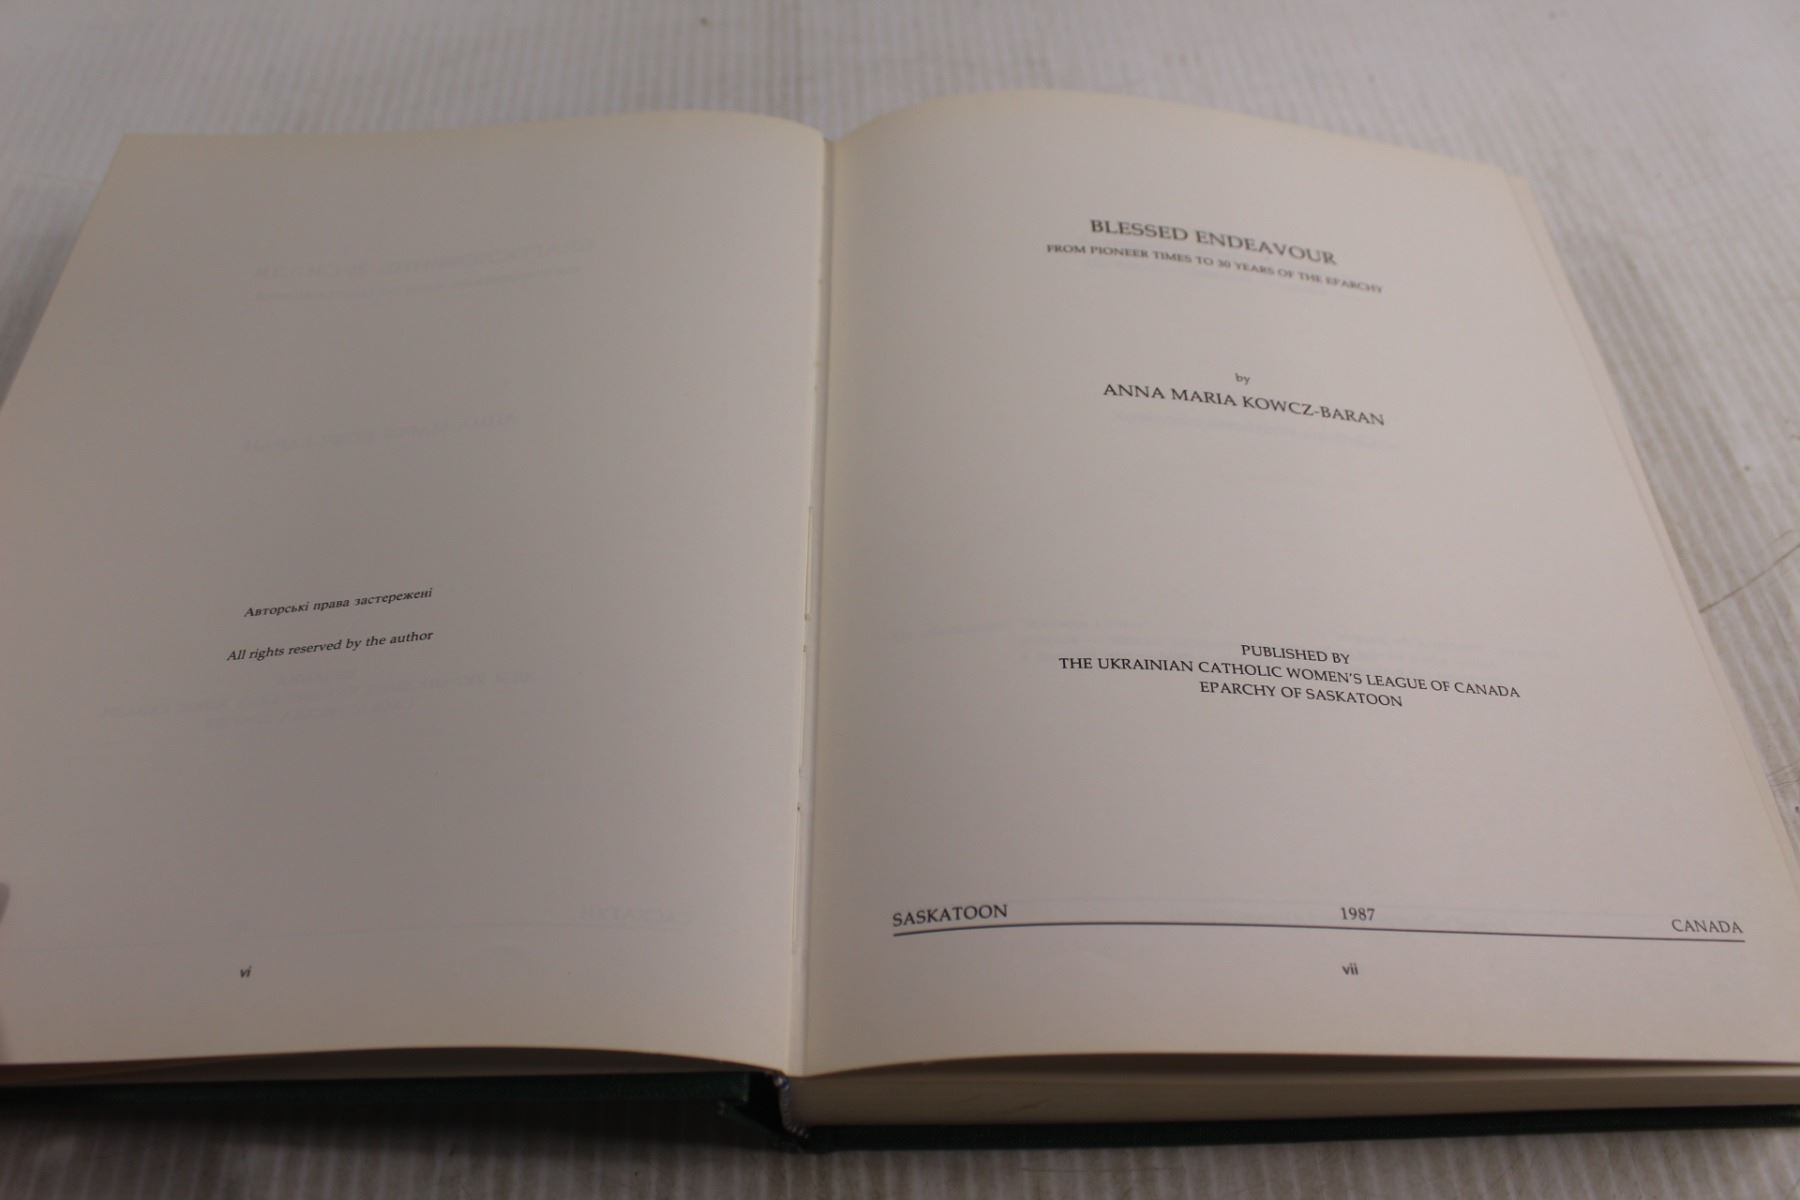 Авторські права застережені
All rights reserved by the author
vi
BLESSED ENDEAVOUR
FROM PIONEER TIMES TO 30 YEARS OF THE EPARCHY
by
ANNA MARIA KOWCZ-BARAN
PUBLISHED BY
THE UKRAINIAN CATHOLIC WOMEN'S LEAGUE OF CANADA
EPARCHY OF SASKATOON
SASKATOON 1987 CANADA
vii